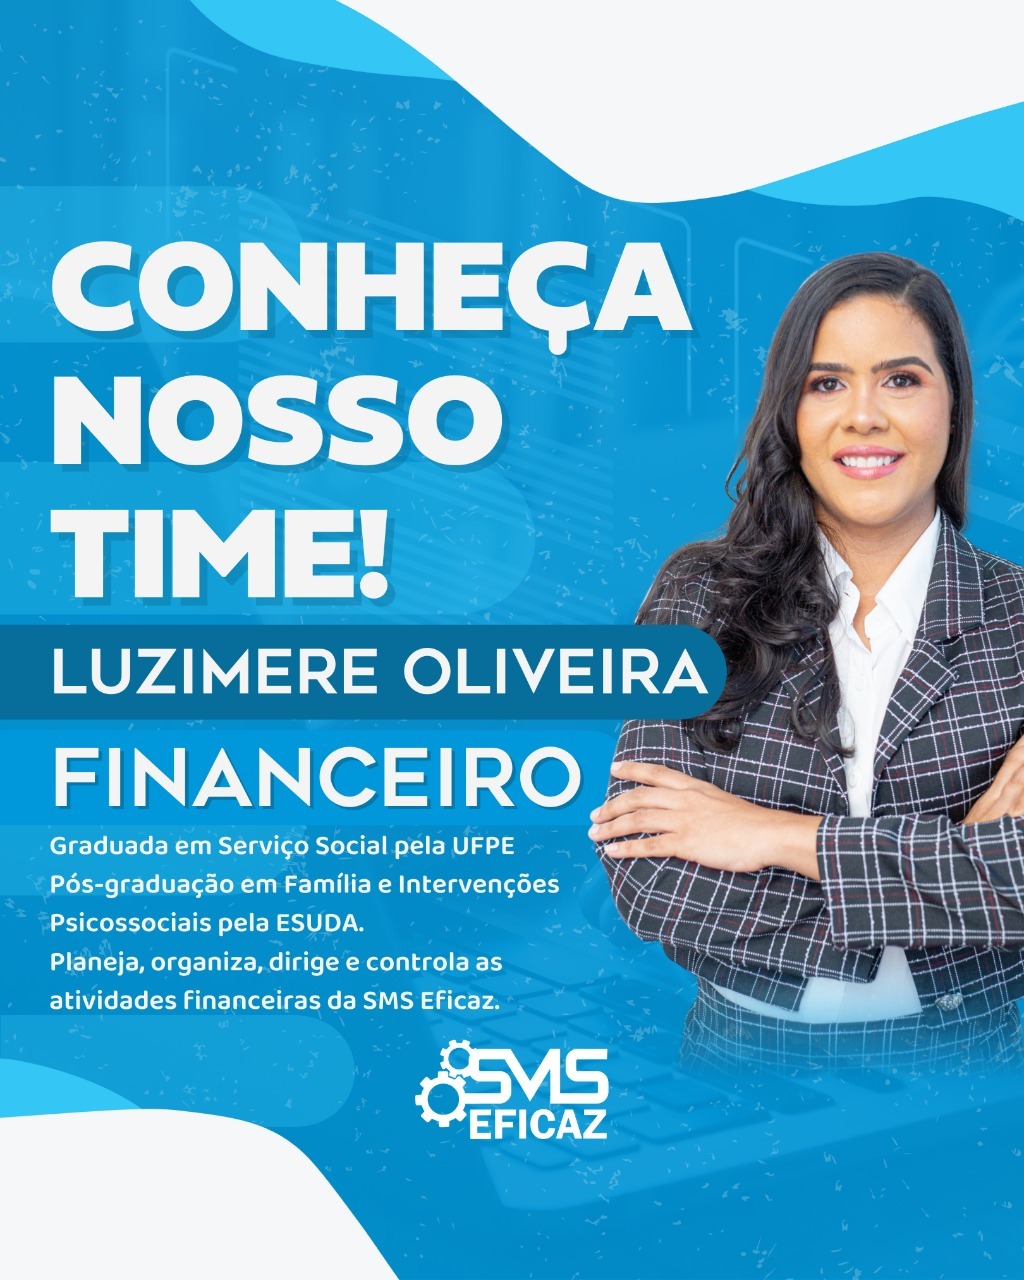 CONHEÇA
NOSSO
TIME!
LUZIMERE OLIVEIRA
FINANCEIRO
Graduada em Serviço Social pela UFPE
Pós-graduação em Família e Intervenções
Psicossociais pela ESUDA.
Planeja, organiza, dirige e controla as
atividades financeiras da SMS Eficaz.
SMS
EFICAZ